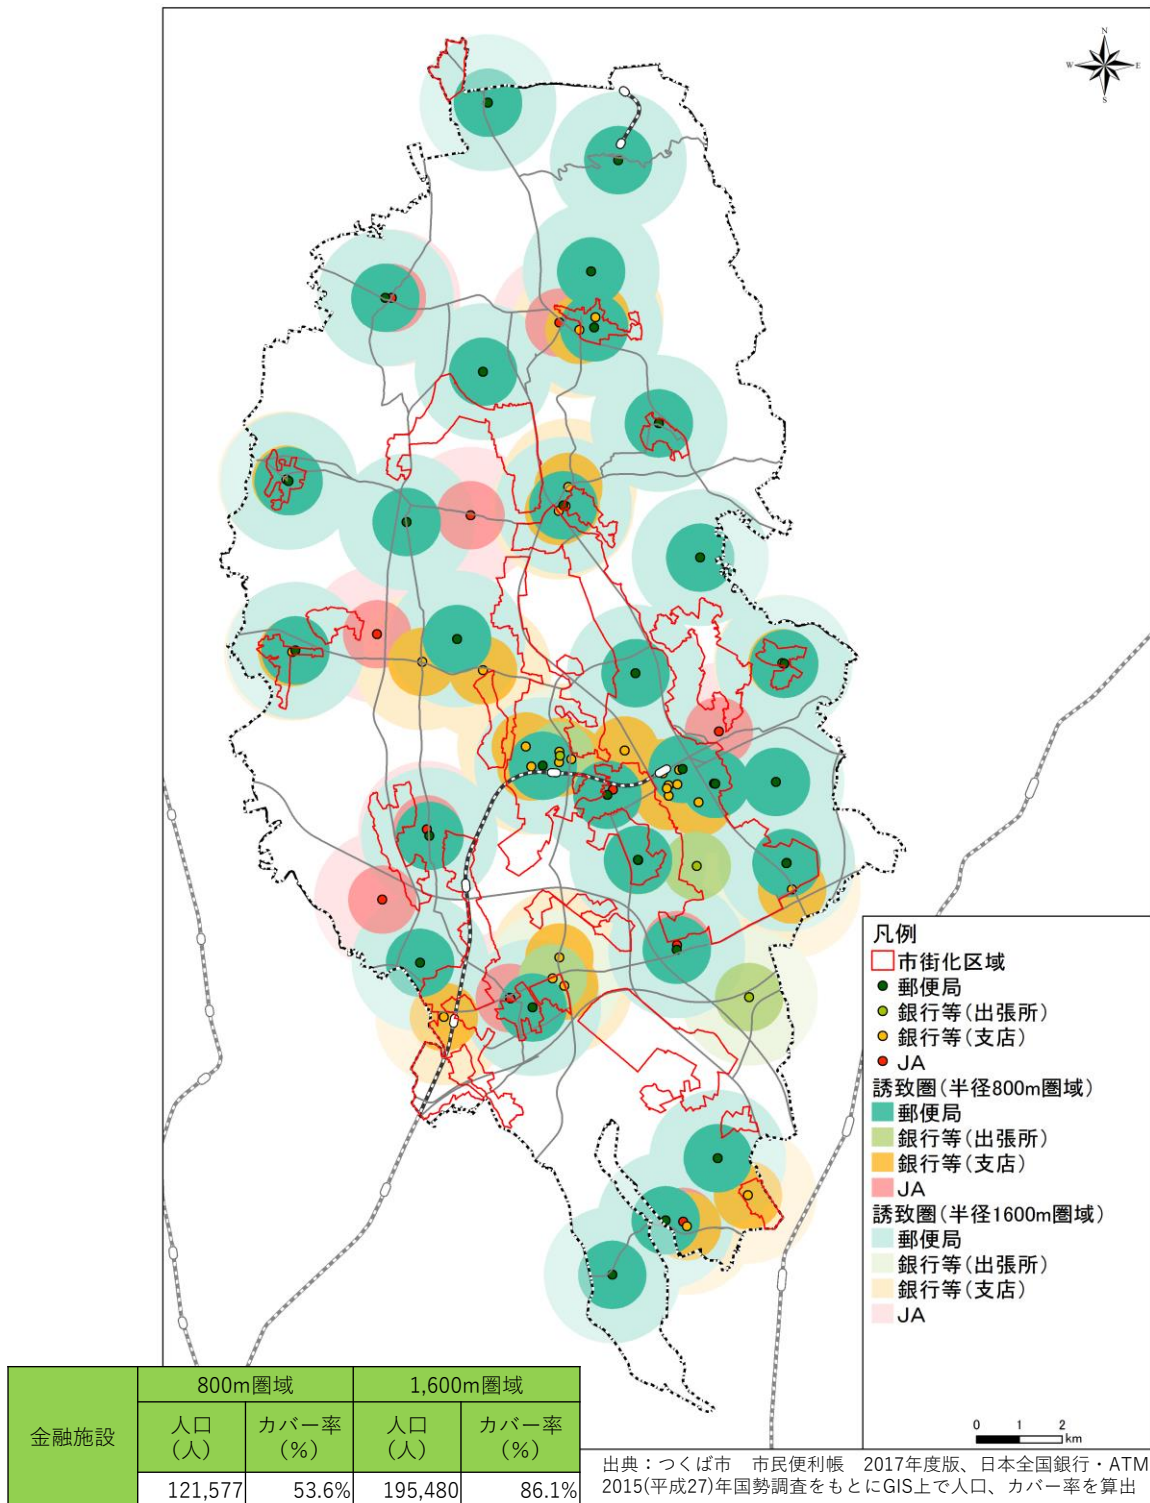 N
W E
S
凡例
市街化区域
郵便局
銀行等(出張所)
銀行等(支店)
JA
誘致圏(半径800m圏域)
郵便局
銀行等(出張所)
銀行等(支店)
JA
誘致圏(半径1600m圏域)
郵便局
銀行等(出張所)
銀行等(支店)
JA
0 1 2
km
金融施設
800m圏域 1,600m圏域
人口(人) カバー率(%) 人口(人) カバー率(%)
121,577 53.6% 195,480 86.1%
出典：つくば市 市民便利帳 2017年度版、日本全国銀行・ATM
2015(平成27)年国勢調査をもとにGIS上で人口、カバー率を算出